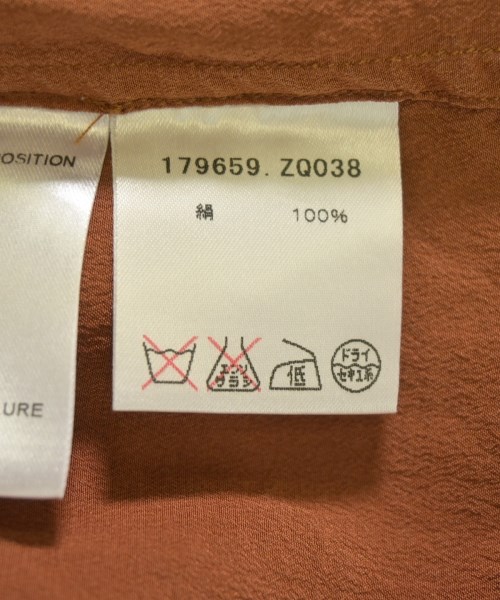 OSITION
URE
179659. ZQ038
絹 100%
エンソ
サラシ
低
ドライ
セキユ系